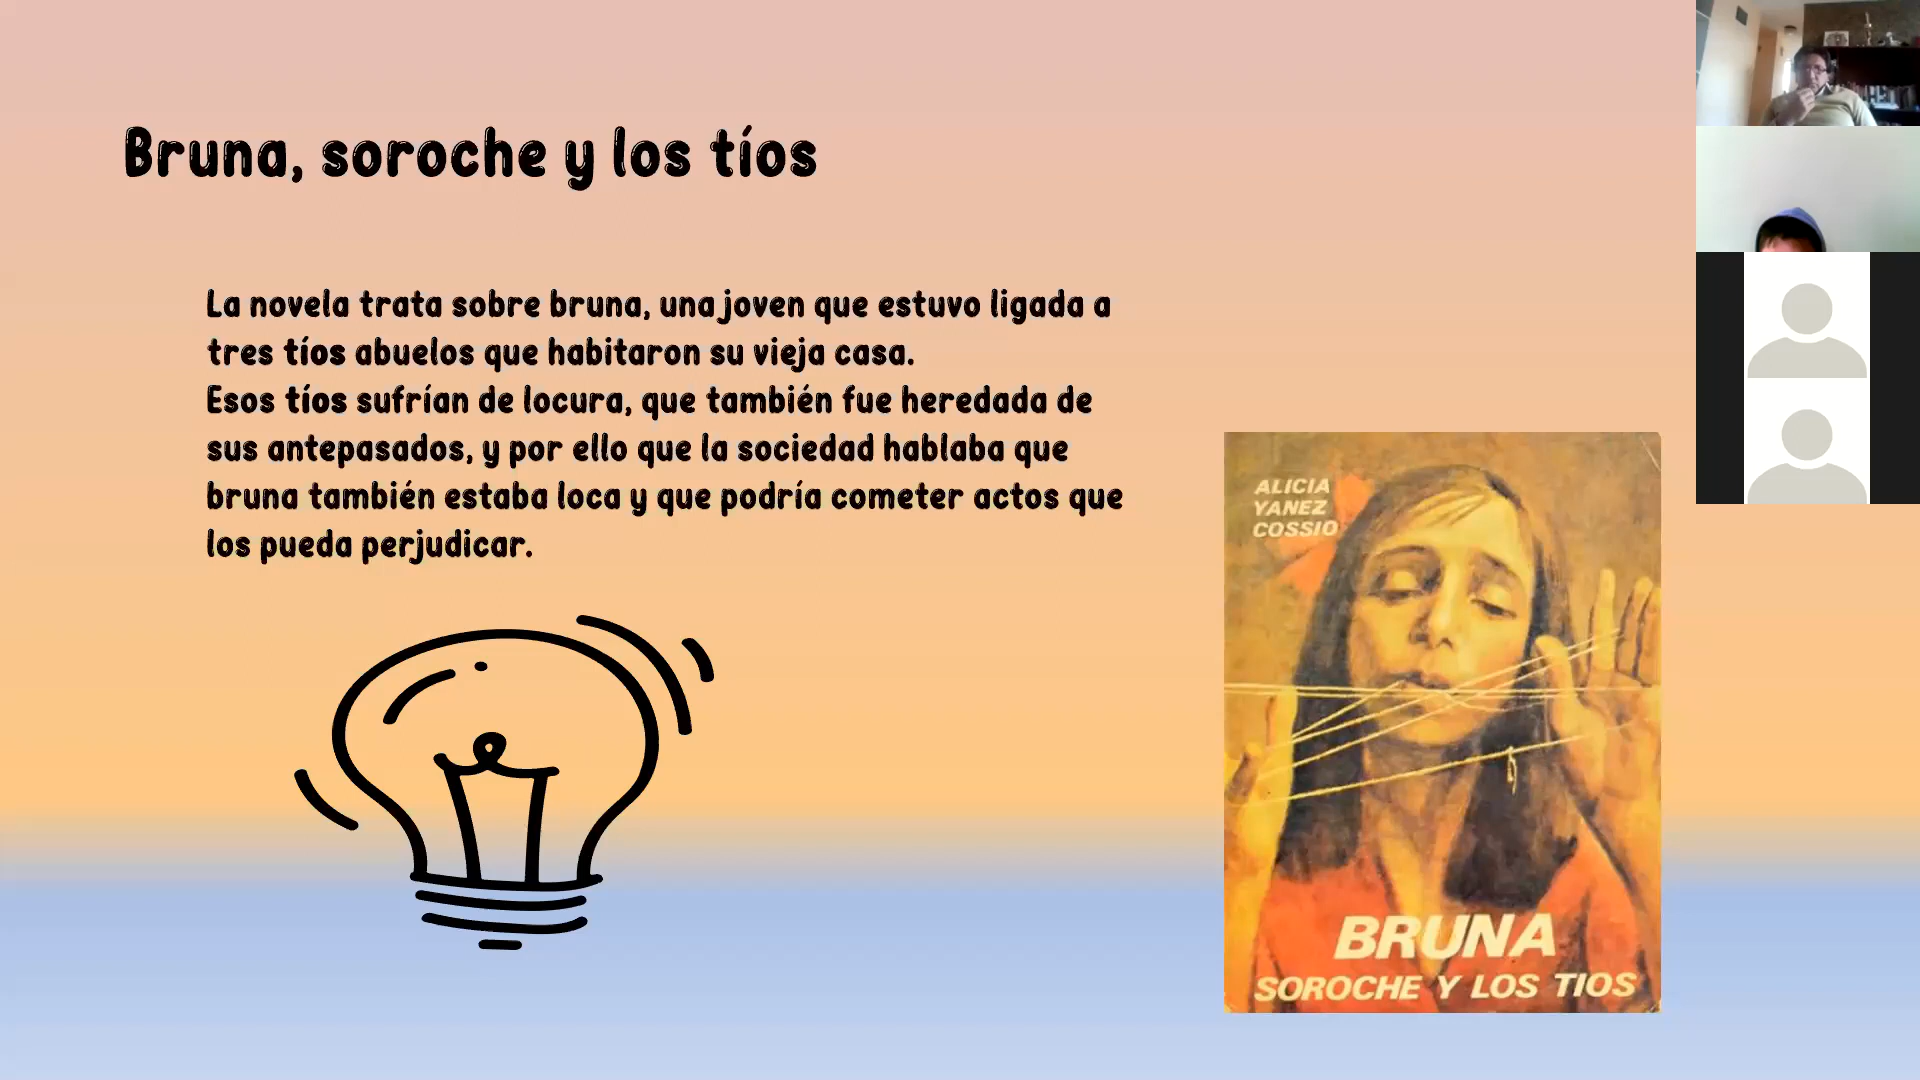 Bruna, soroche y los tíos
La novela trata sobre bruna, una joven que estuvo ligada a
tres tíos abuelos que habitaron su vieja casa.
Esos tíos sufrían de locura, que también fue heredada de
sus antepasados, y por ello que la sociedad hablaba que
bruna también estaba loca y que podría cometer actos que
los pueda perjudicar.
ALICIA
YANEZ
COSSIO
BRUNA
SOROCHE Y LOS TIOS